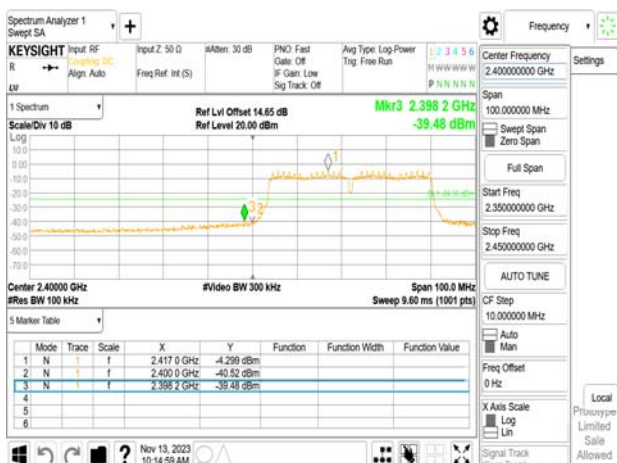 Spectrum Analyzer 1
Swept SA
Frequency
KEYSIGHT
Input: RF
Coupling: DC
Align: Auto
Input Z: 50 Ω
Freq Ref: Int (S)
#Atten: 30 dB
PNO: Fast
Gate: Off
IF Gain: Low
Sig Track: Off
Avg Type: Log-Power
Trig: Free Run
1 2 3 4 5 6
M W W W W W
P N N N N N
R
LXI
1 Spectrum
Scale/Div 10 dB
Ref Lvl Offset 14.65 dB
Ref Level 20.00 dBm
Mkr3 2.398 2 GHz
-39.48 dBm
Log
10.0
0.00
-10.0
-20.0
-30.0
-40.0
-50.0
-60.0
-70.0
1
3
2
Center 2.40000 GHz
#Res BW 100 kHz
#Video BW 300 kHz
Span 100.0 MHz
Sweep 9.60 ms (1001 pts)
5 Marker Table
Mode Trace Scale X Y Function Function Width Function Value
1 N 1 f 2.417 0 GHz -4.299 dBm
2 N 1 f 2.400 0 GHz -40.52 dBm
3 N 1 f 2.398 2 GHz -39.48 dBm
4
5
6
Nov 13, 2023
10:14:59 AM
Center Frequency
2.400000000 GHz
Span
100.000000 MHz
Swept Span
Zero Span
Full Span
Start Freq
2.350000000 GHz
Stop Freq
2.450000000 GHz
AUTO TUNE
CF Step
10.000000 MHz
Auto
Man
Freq Offset
0 Hz
X Axis Scale
Log
Lin
Signal Track
Settings
Local
Prototype
Limited
Sale
Allowed